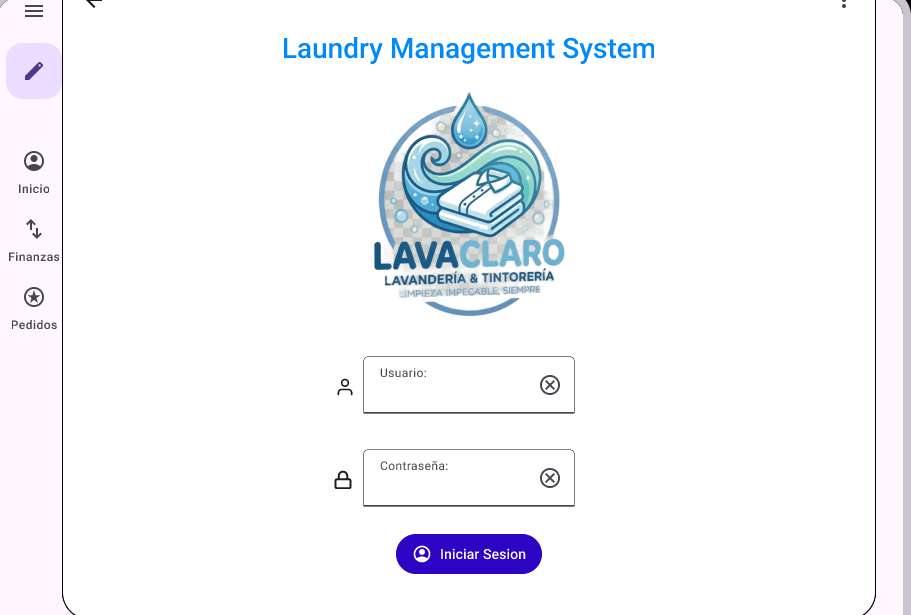 Laundry Management System
Inicio
Finanzas
Pedidos
LAVACLARO
LAVANDERÍA & TINTORERÍA
LIMPIEZA IMPECABLE, SIEMPRE
Usuario:
Contraseña:
Iniciar Sesion